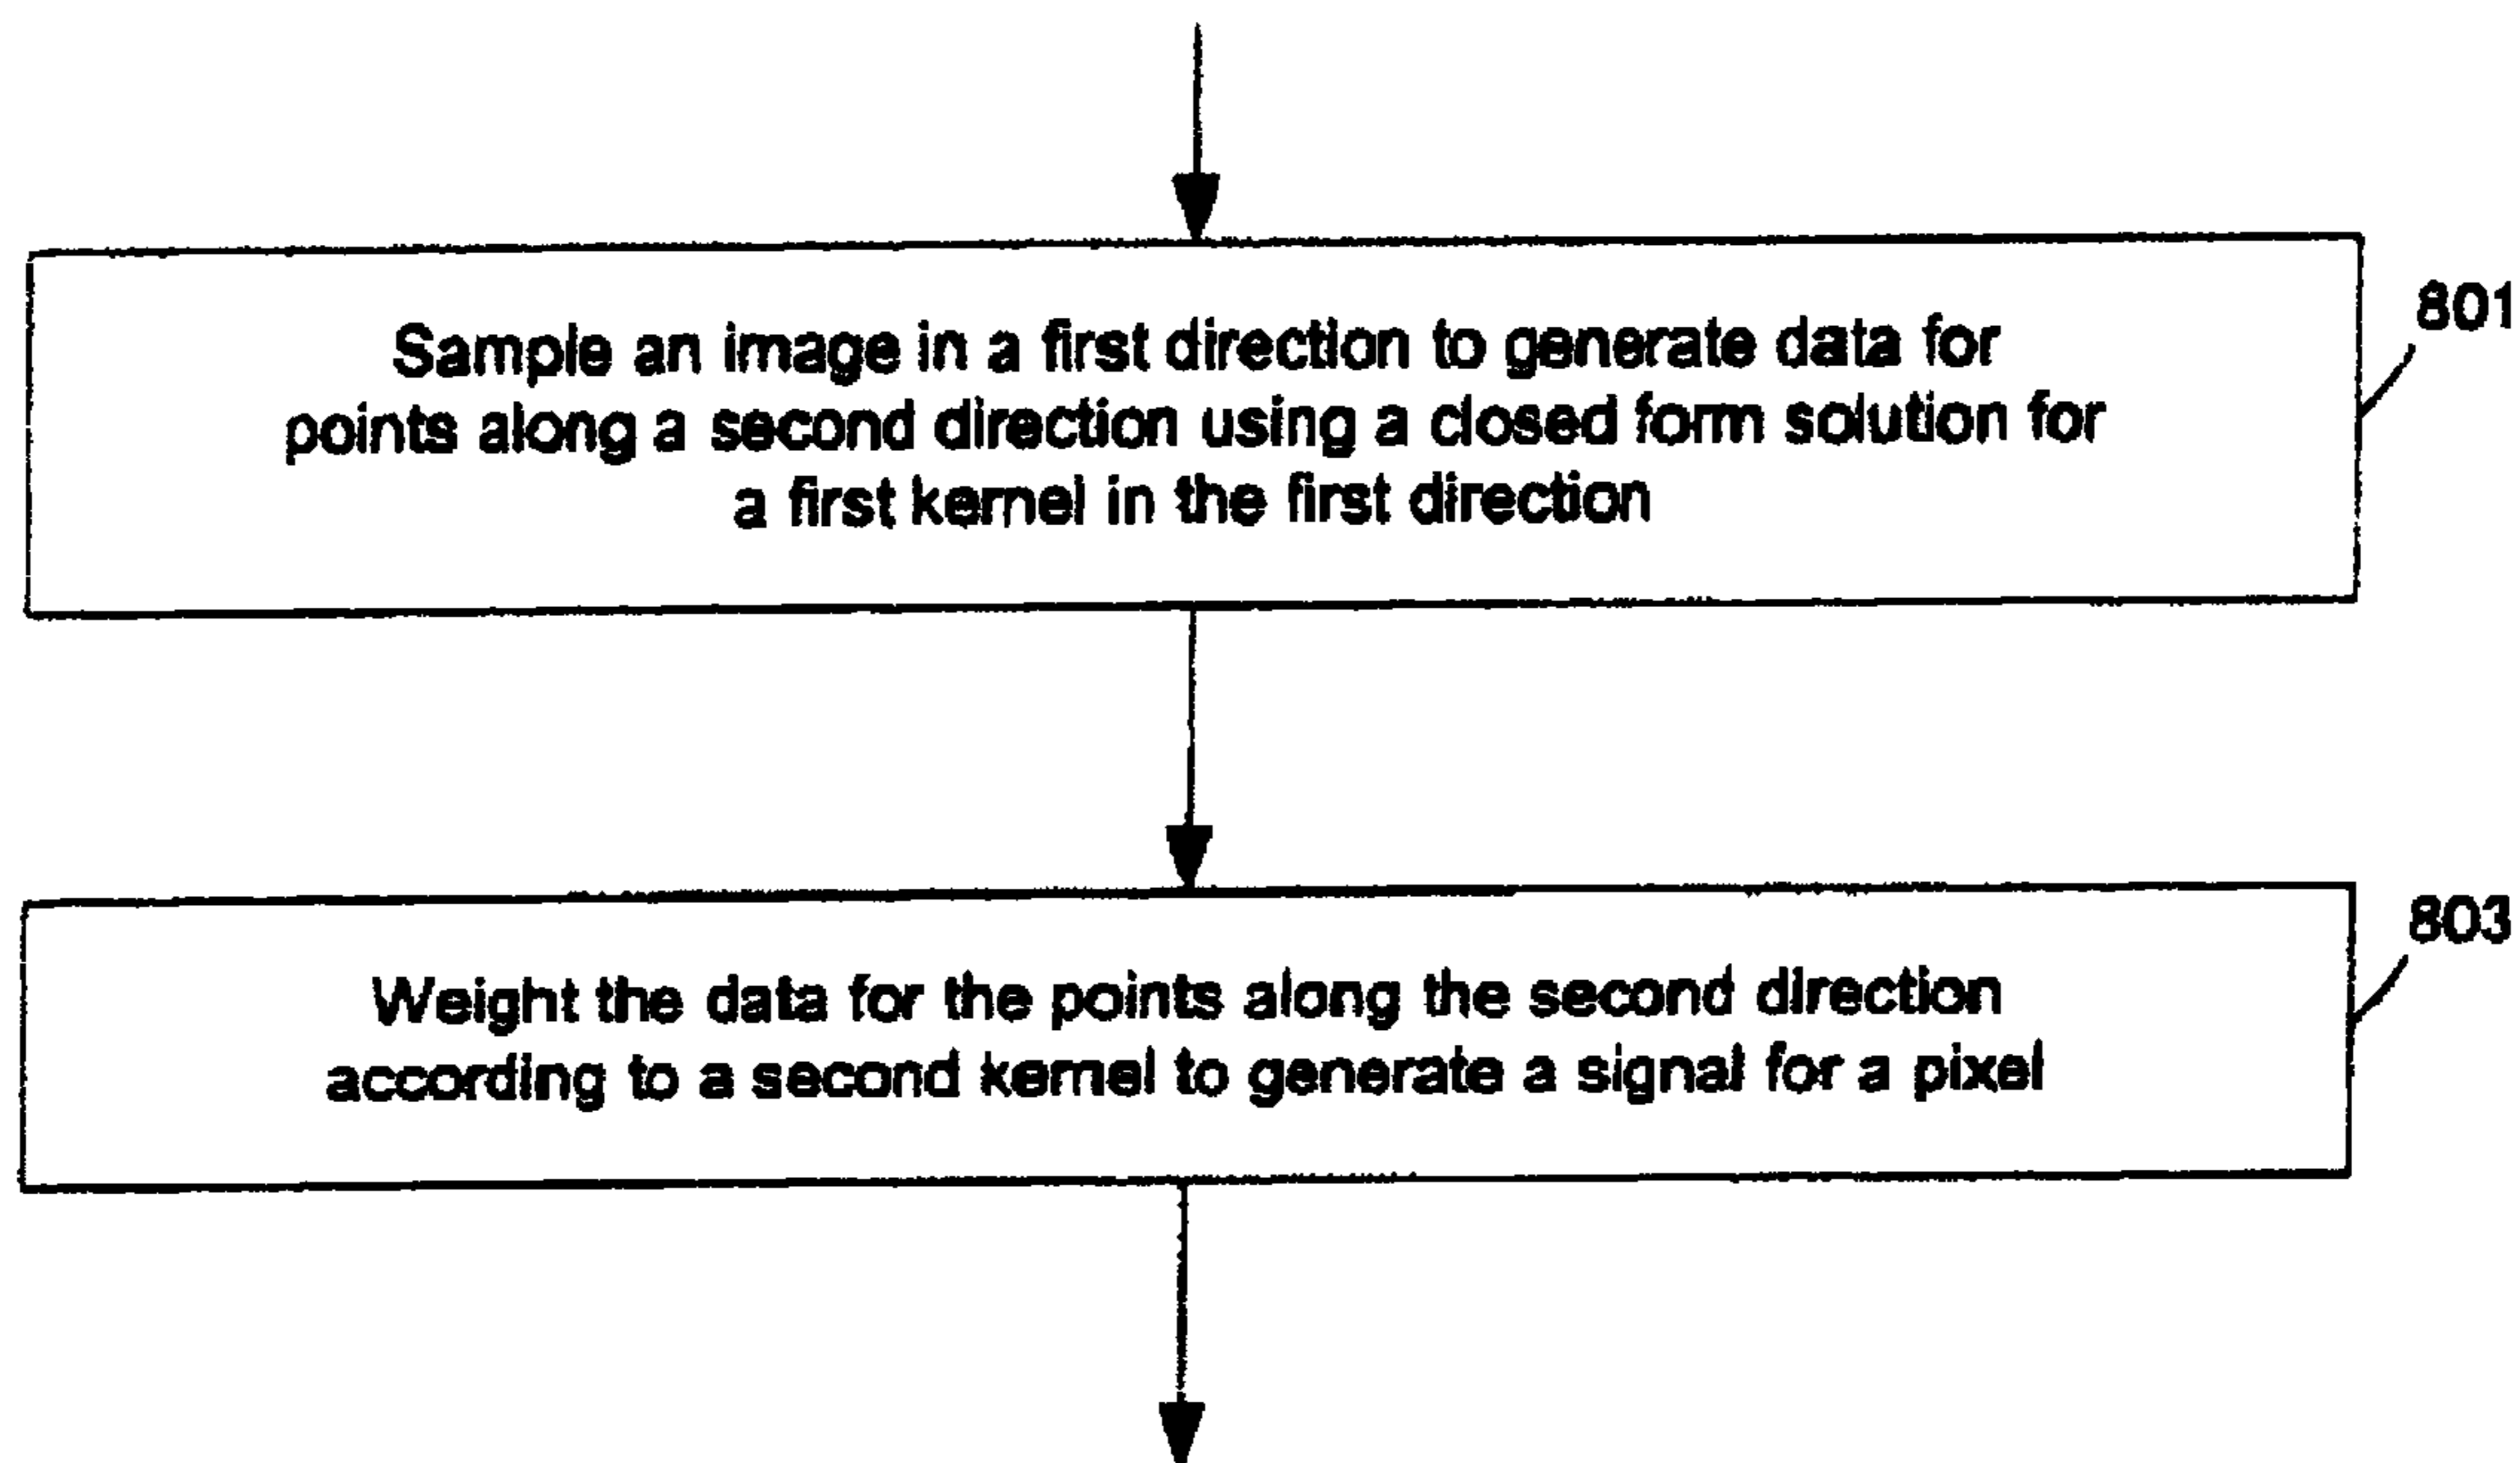 801
Sample an image in a first direction to generate data for
points along a second direction using a closed form solution for
a first kernel in the first direction
803
Weight the data for the points along the second direction
according to a second kernel to generate a signal for a pixel